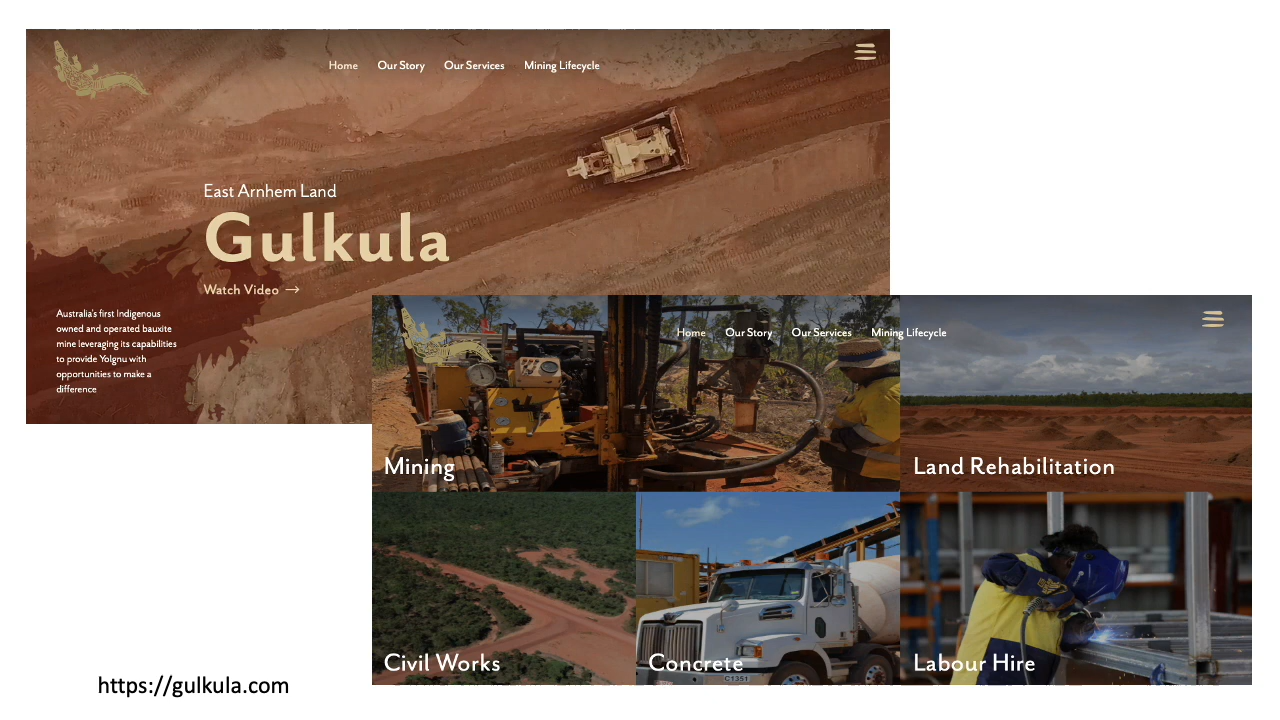 Home Our Story Our Services Mining Lifecycle
East Arnhem Land
Gulkula
Watch Video →
Australia's first Indigenous
owned and operated bauxite
mine leveraging its capabilities
to provide Yolgnu with
opportunities to make a
difference
Home Our Story Our Services Mining Lifecycle
Mining
Land Rehabilitation
Civil Works
Concrete
C1351
Labour Hire
https://gulkula.com